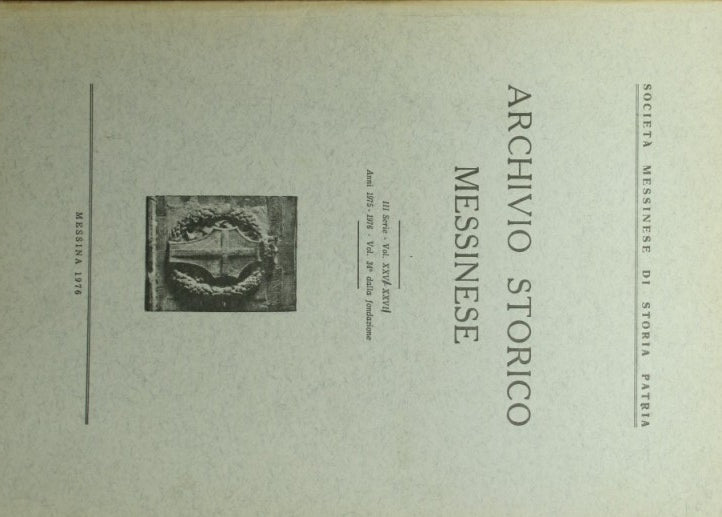 SOCIETÀ MESSINESE DI STORIA PATRIA
ARCHIVIO STORICO
MESSINESE
III Serie - Vol. XXVI-XXVII
Anni 1975-1976 - Vol. 34° dalla fondazione
MESSINA 1976